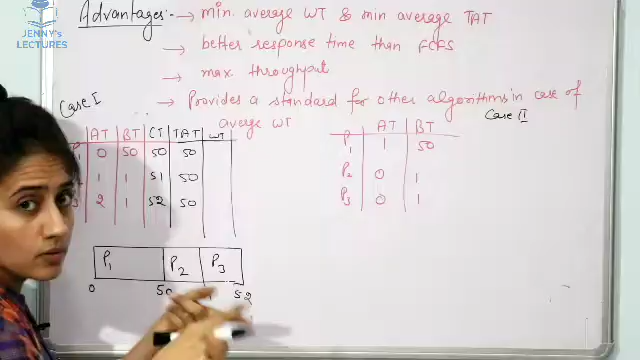 JENNY'S
LECTURES
Advantages:- → min. average WT & min average TAT
→ better response time than FCFS
→ max throughput
→ Provides a standard for other algorithms in case of
average WT
Case I
AT BT CT TAT WT
0 50 50 50
1 1 51 50
2 1 52 50
P1 P2 P3
0 50 52
Case II
P AT BT
1 1 50
P2 0 1
P3 0 1